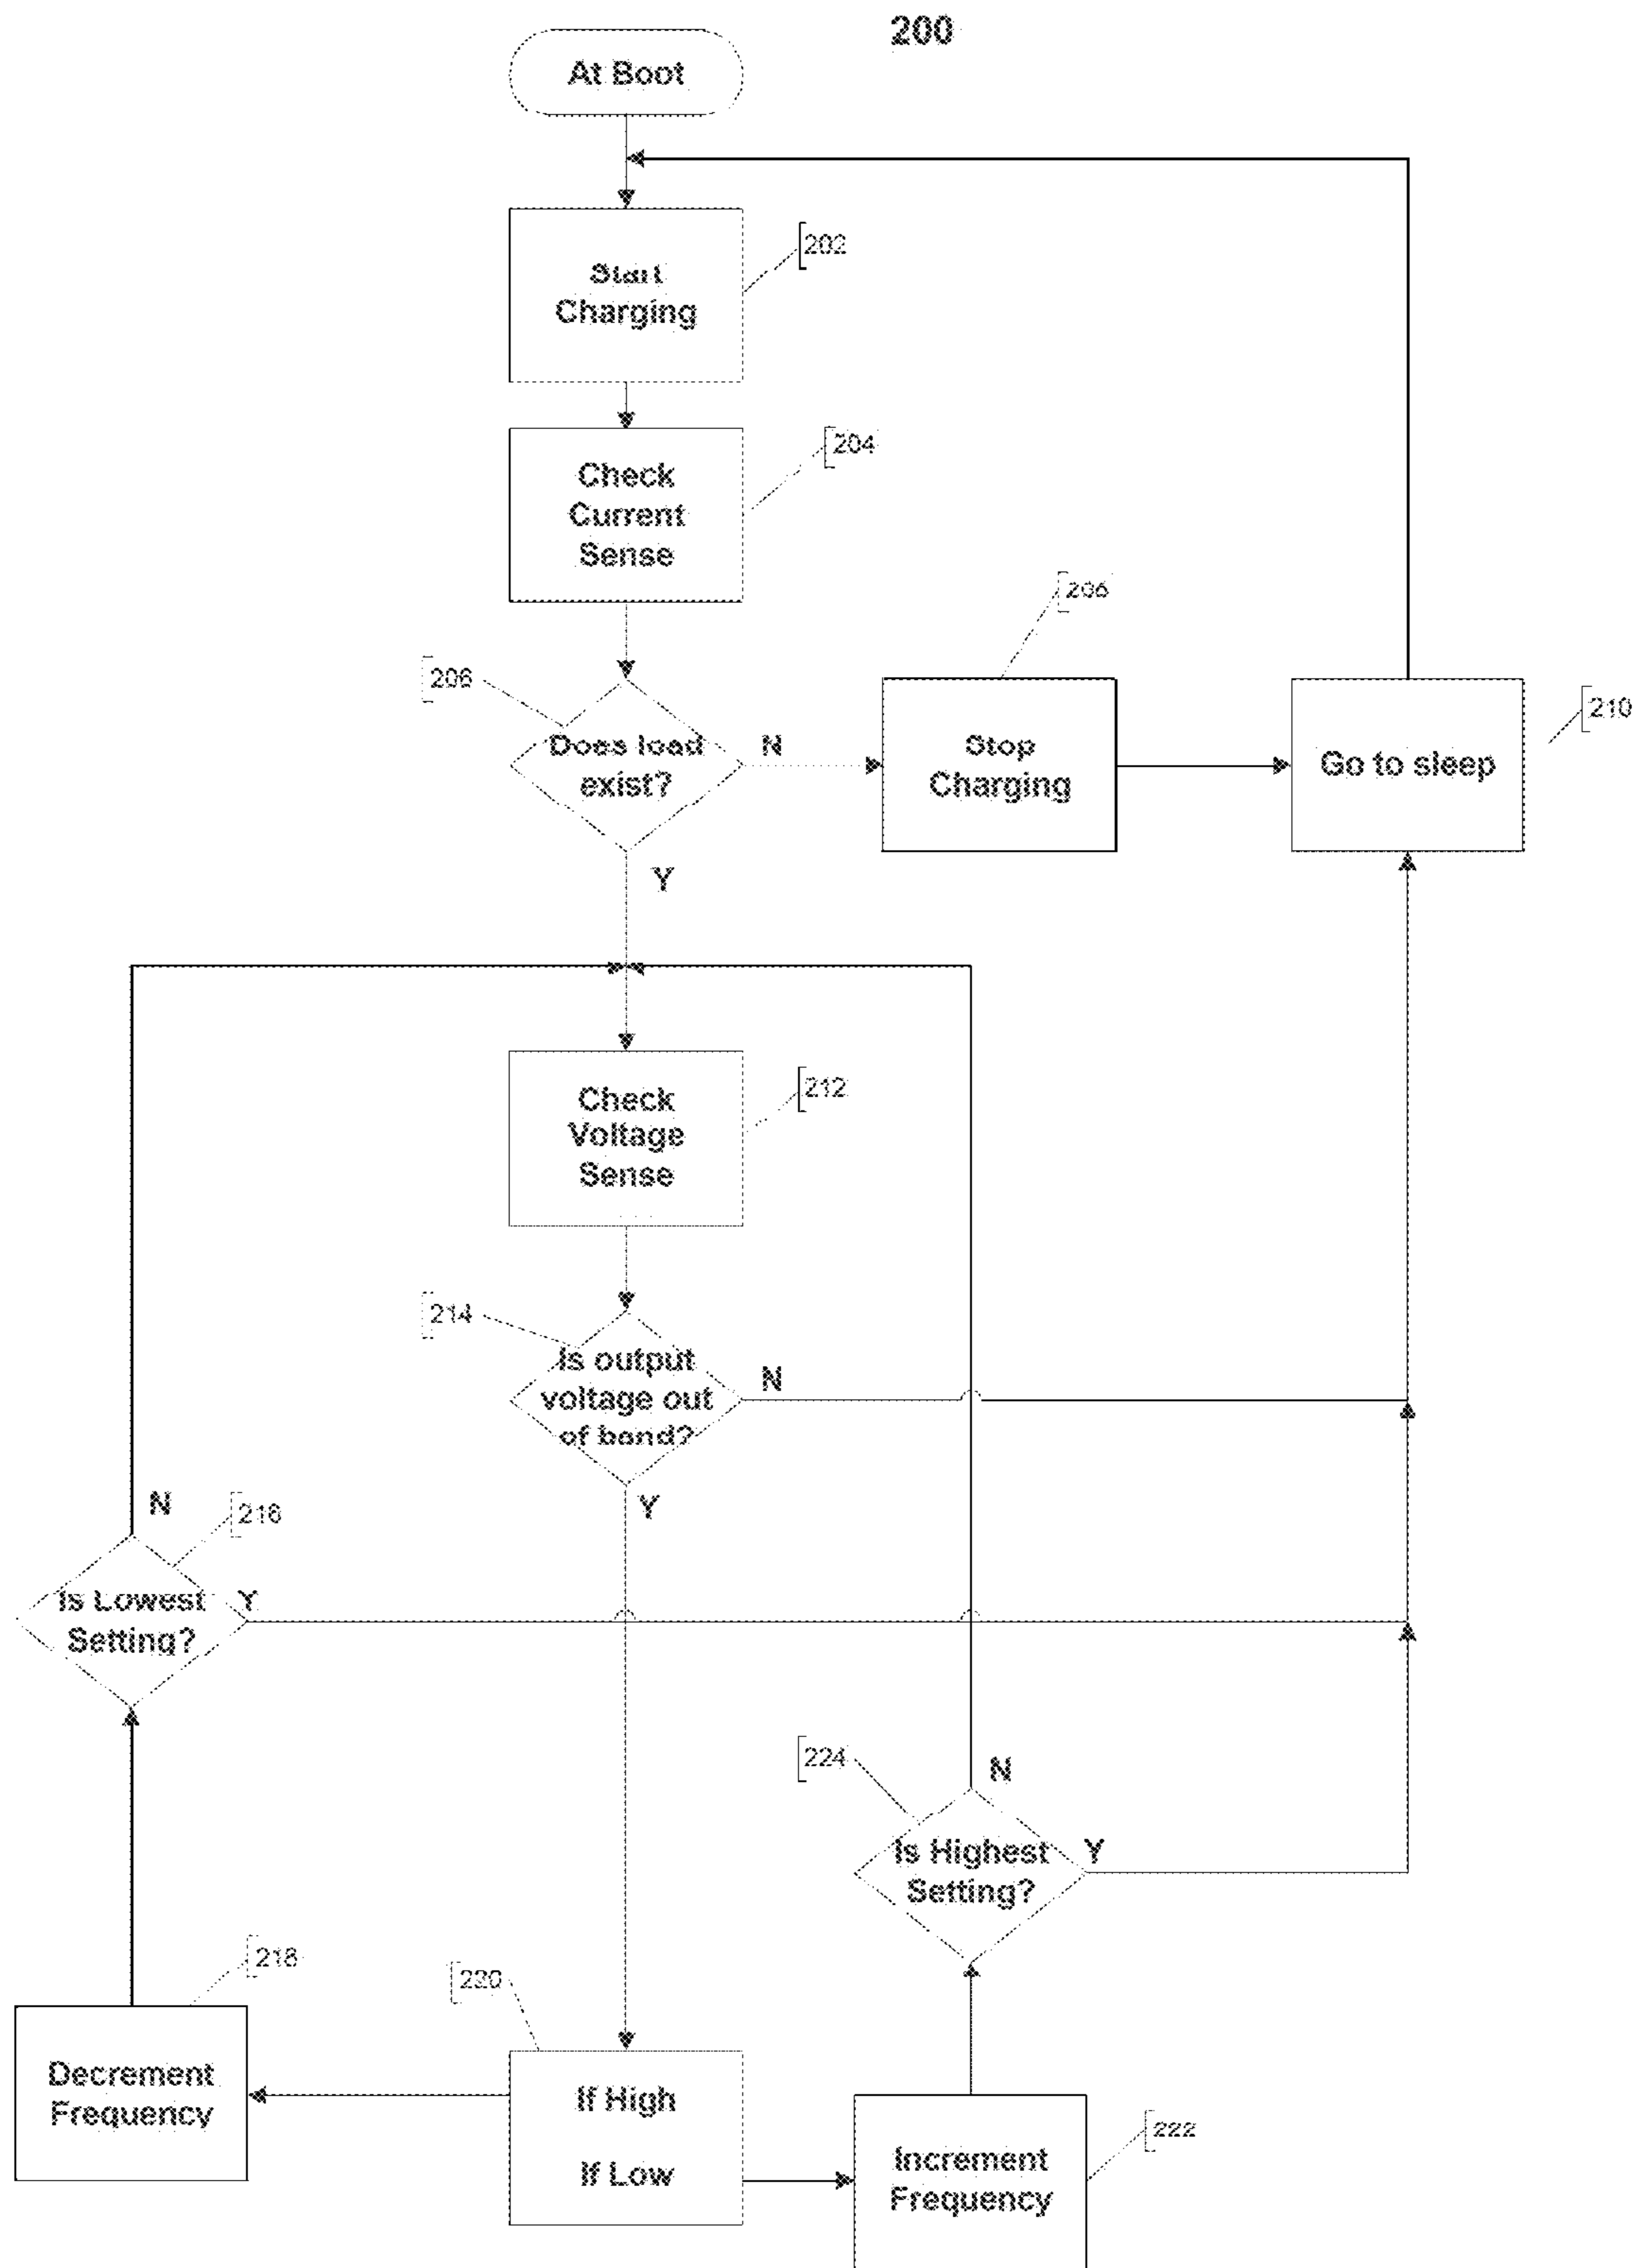 200
At Boot
202
Start
Charging
204
Check
Current
Sense
206
Does load
exist?
N
Y
206
Stop
Charging
210
Go to sleep
212
Check
Voltage
Sense
214
Is output
voltage out
of band?
N
Y
N
216
Is Lowest
Setting?
Y
224
N
Is Highest
Setting?
Y
218
Decrement
Frequency
220
If High
If Low
222
Increment
Frequency